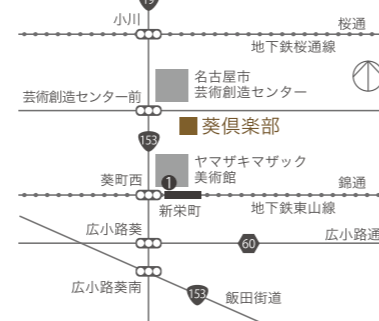 19
小川
桜通
地下鉄桜通線
名古屋市
芸術創造センター
芸術創造センター前
葵倶楽部
153
ヤマザキマザック
美術館
1
葵町西
錦通
新栄町
地下鉄東山線
広小路葵
60
広小路通
広小路葵南
153
飯田街道